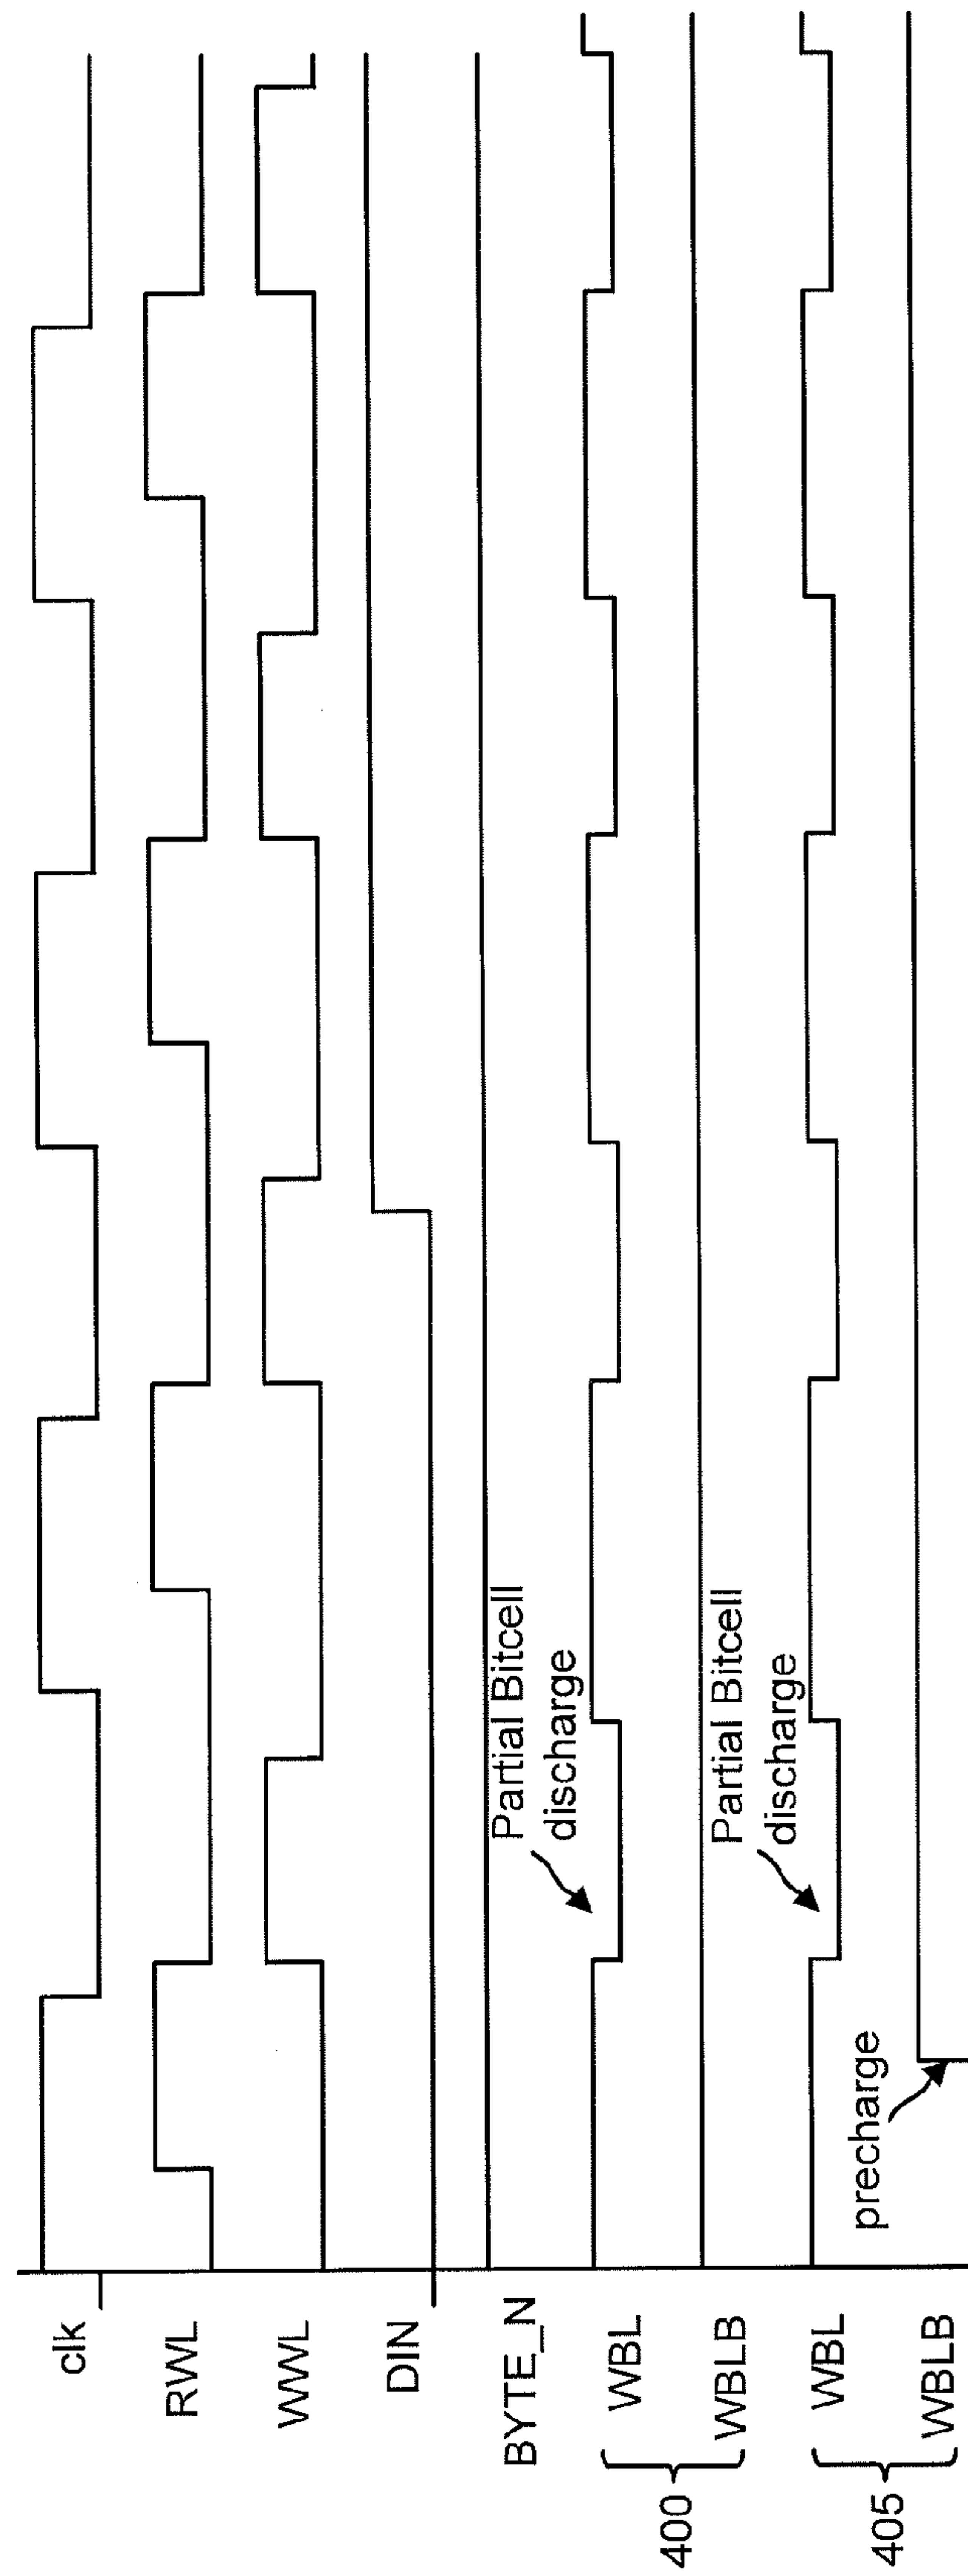 clk
RWL
WWL
DIN
BYTE_N
Partial Bitcell
discharge
400
WBL
WBLB
Partial Bitcell
discharge
405
WBL
precharge
WBLB